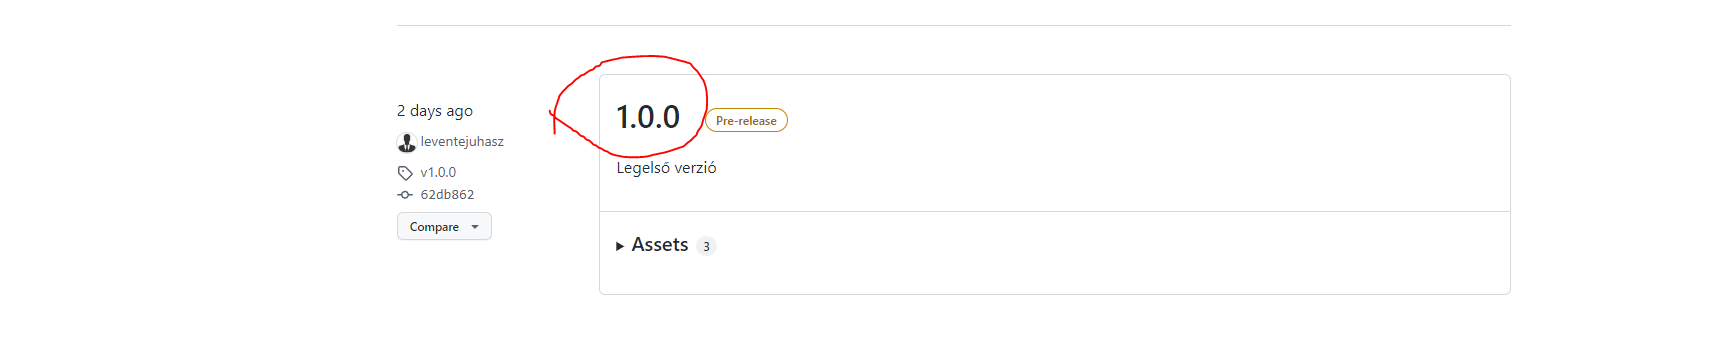 2 days ago
leventejuhasz
v1.0.0
62db862
Compare
1.0.0 Pre-release
Legelső verzió
Assets 3